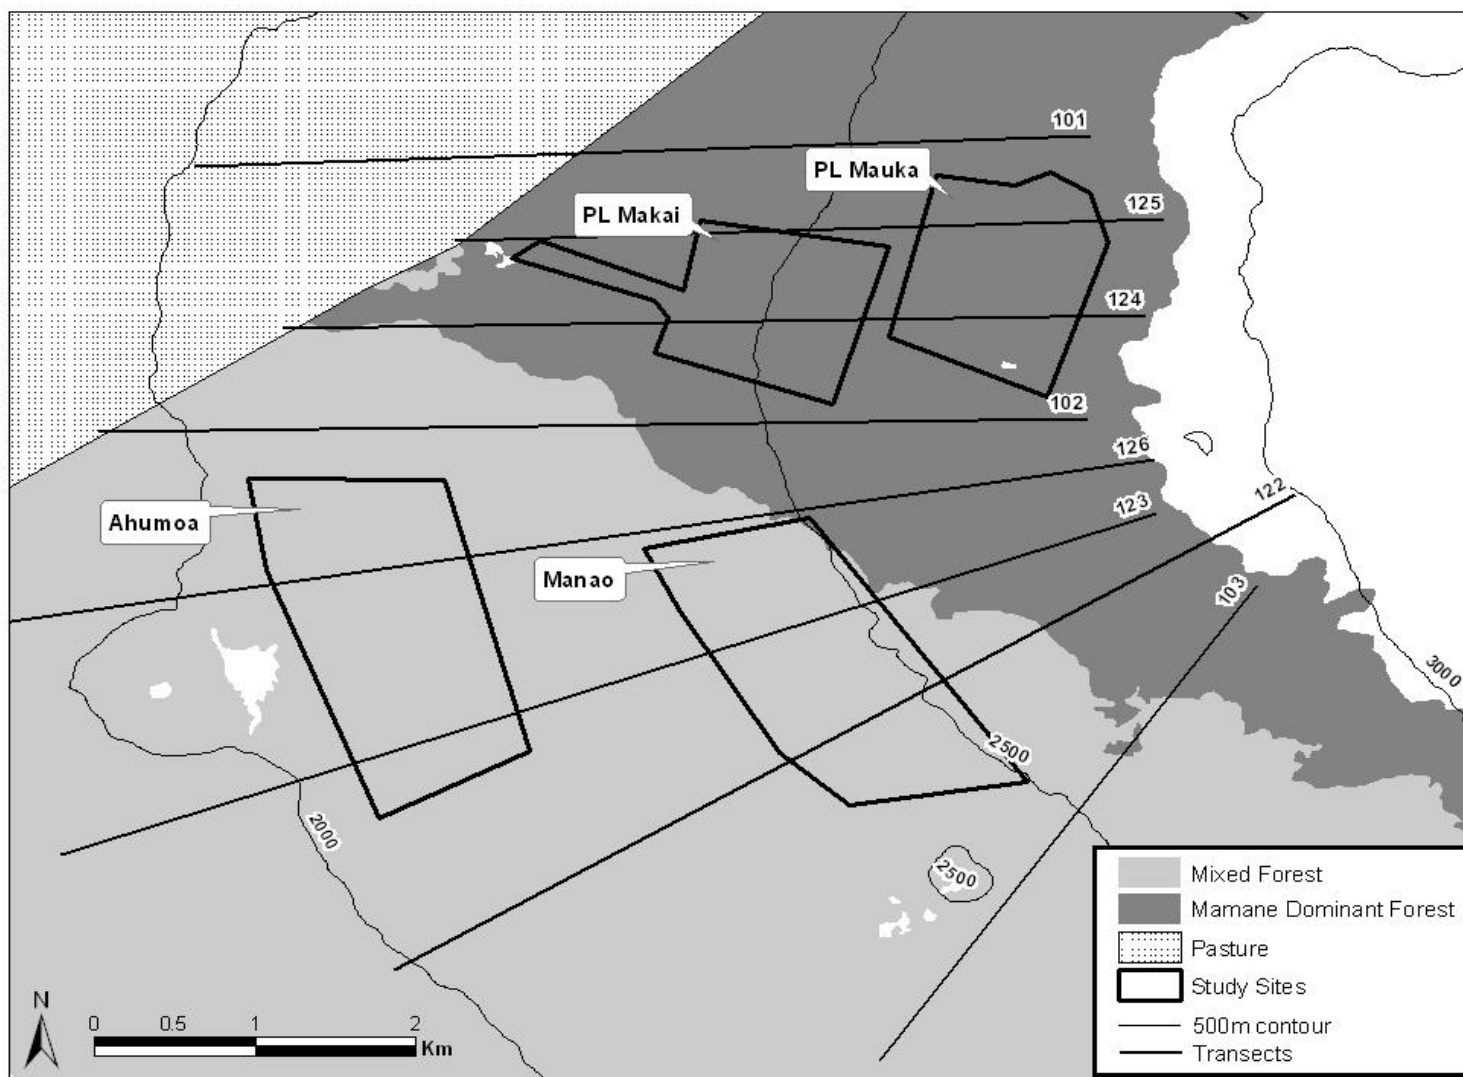 101
PL Mauka
125
PL Makai
124
102
126
122
Ahumoa
123
Manao
103
3000
2500
2000
2500
Mixed Forest
Mamane Dominant Forest
Pasture
Study Sites
500m contour
Transects
N
0 0.5 1 2
Km